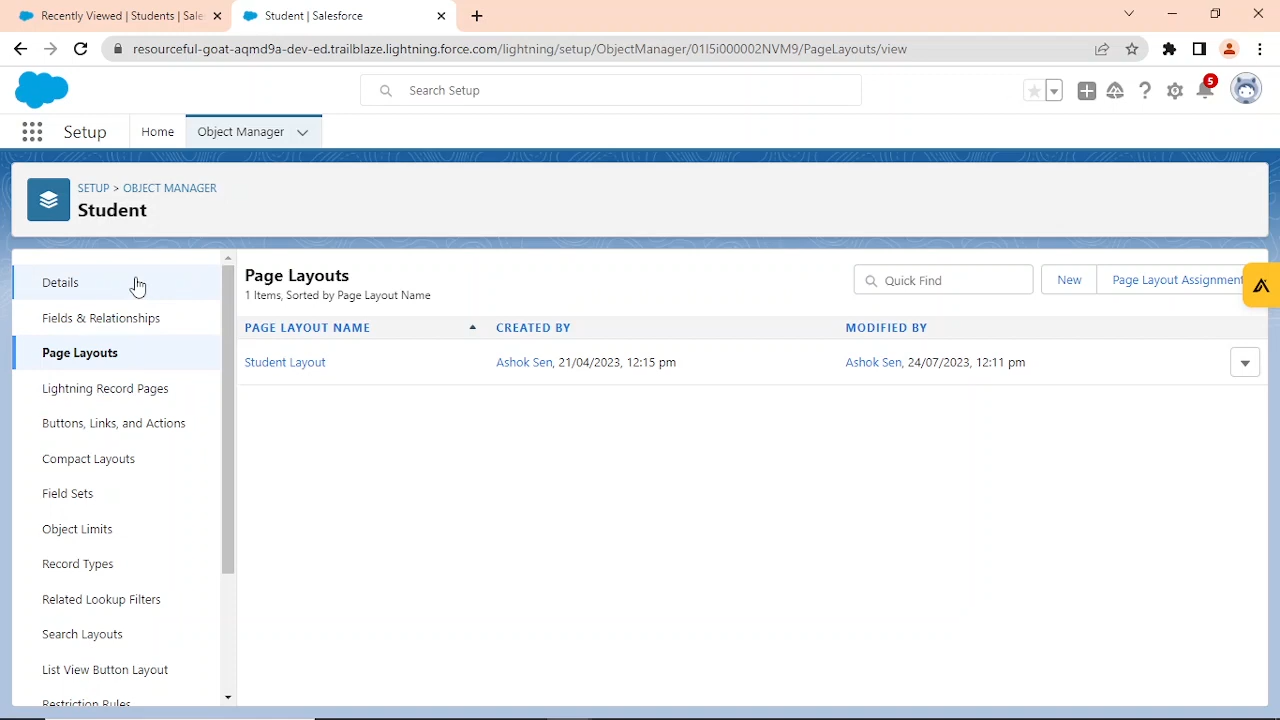 Recently Viewed | Students | Sale
Student | Salesforce
resourceful-goat-aqmd9a-dev-ed.trailblaze.lightning.force.com/lightning/setup/ObjectManager/01I5i000002NVM9/PageLayouts/view
Search Setup
5
Setup
Home
Object Manager
SETUP > OBJECT MANAGER
Student
Details
Fields & Relationships
Page Layouts
Lightning Record Pages
Buttons, Links, and Actions
Compact Layouts
Field Sets
Object Limits
Record Types
Related Lookup Filters
Search Layouts
List View Button Layout
Restriction Rules
Page Layouts
1 Items, Sorted by Page Layout Name
Quick Find
New
Page Layout Assignment
PAGE LAYOUT NAME CREATED BY MODIFIED BY
Student Layout Ashok Sen, 21/04/2023, 12:15 pm Ashok Sen, 24/07/2023, 12:11 pm